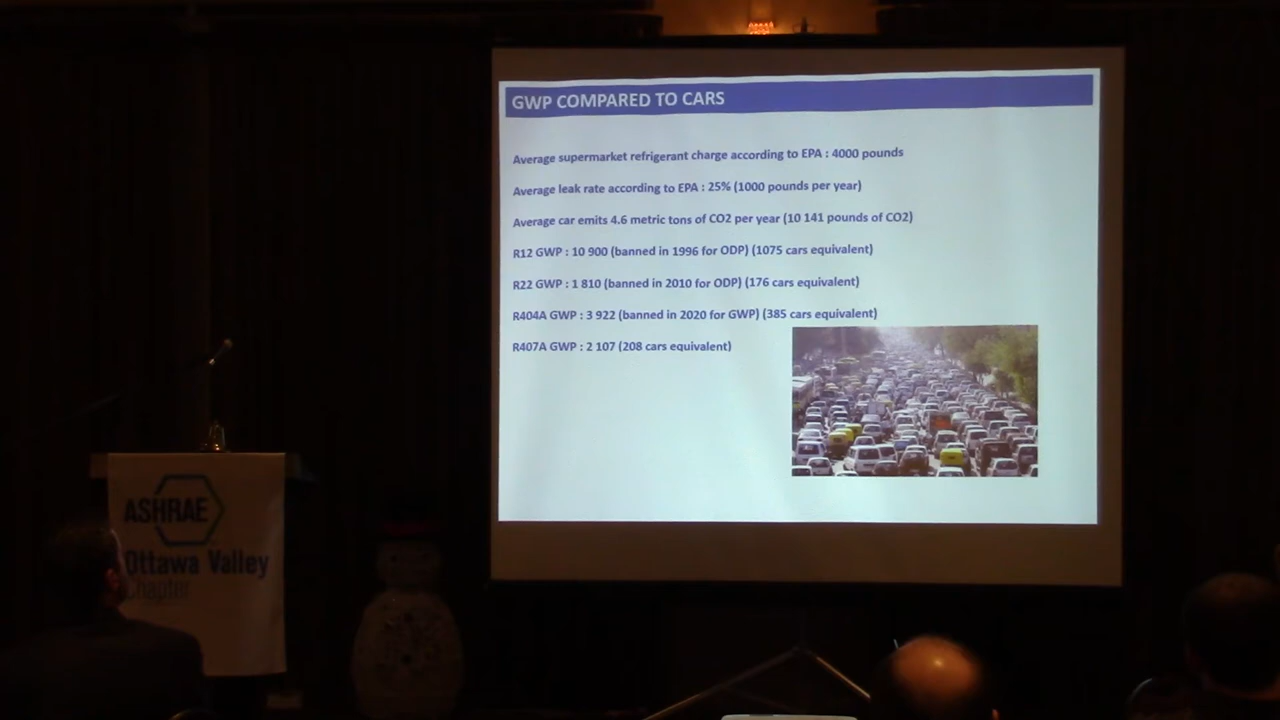 GWP COMPARED TO CARS
Average supermarket refrigerant charge according to EPA : 4000 pounds
Average leak rate according to EPA : 25% (1000 pounds per year)
Average car emits 4.6 metric tons of CO2 per year (10 141 pounds of CO2)
R12 GWP : 10 900 (banned in 1996 for ODP) (1075 cars equivalent)
R22 GWP : 1 810 (banned in 2010 for ODP) (176 cars equivalent)
R404A GWP : 3 922 (banned in 2020 for GWP) (385 cars equivalent)
R407A GWP : 2 107 (208 cars equivalent)
ASHRAE
Ottawa Valley
Chapter